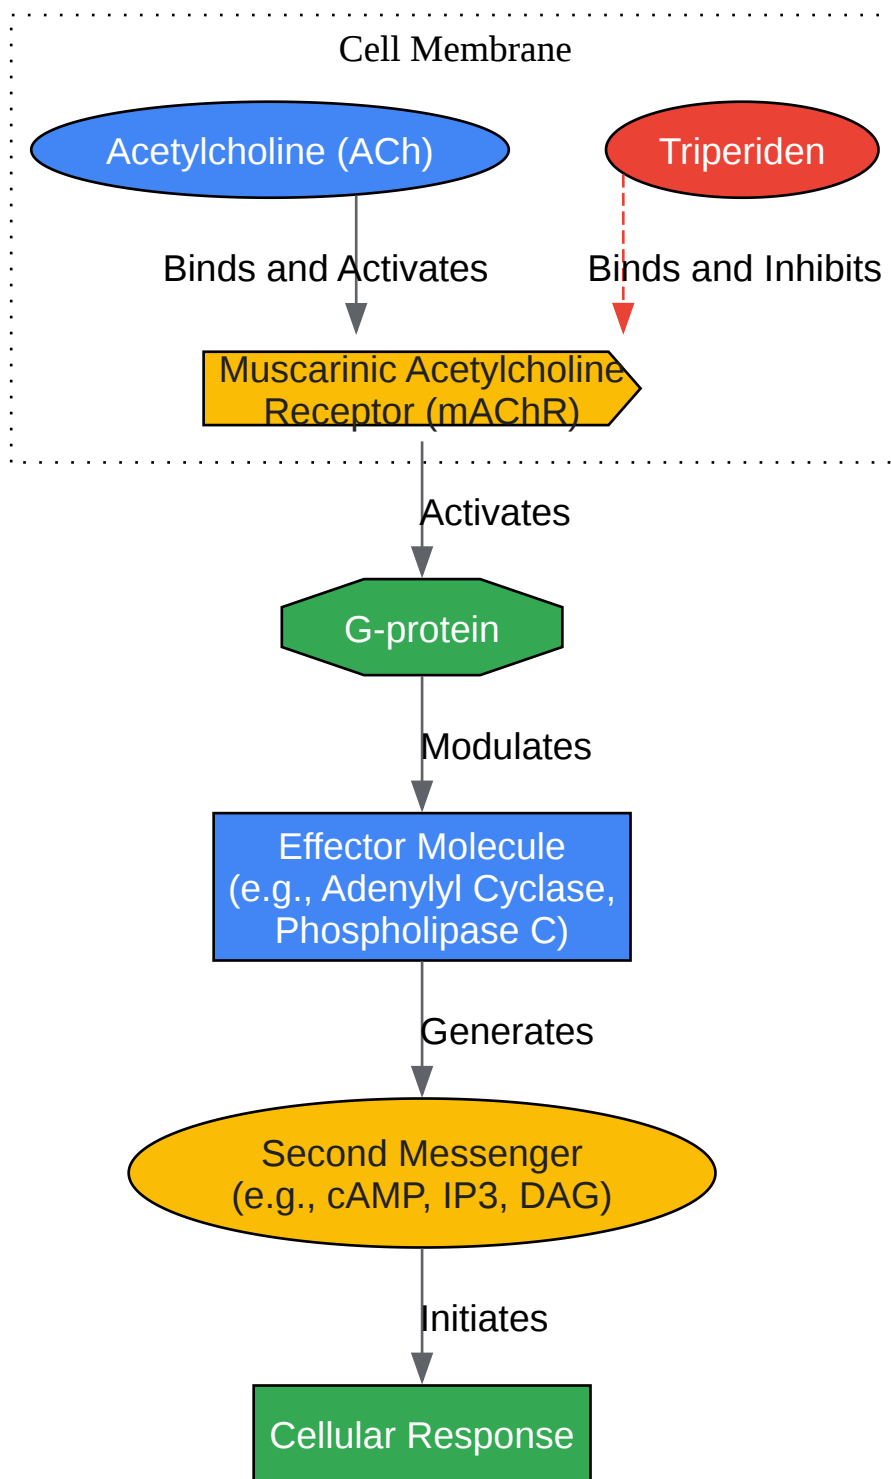 Cell Membrane
Acetylcholine (ACh)
Triperiden
Binds and Activates
Binds and Inhibits
Muscarinic Acetylcholine
Receptor (mAChR)
Activates
G-protein
Modulates
Effector Molecule
(e.g., Adenylyl Cyclase,
Phospholipase C)
Generates
Second Messenger
(e.g., cAMP, IP3, DAG)
Initiates
Cellular Response